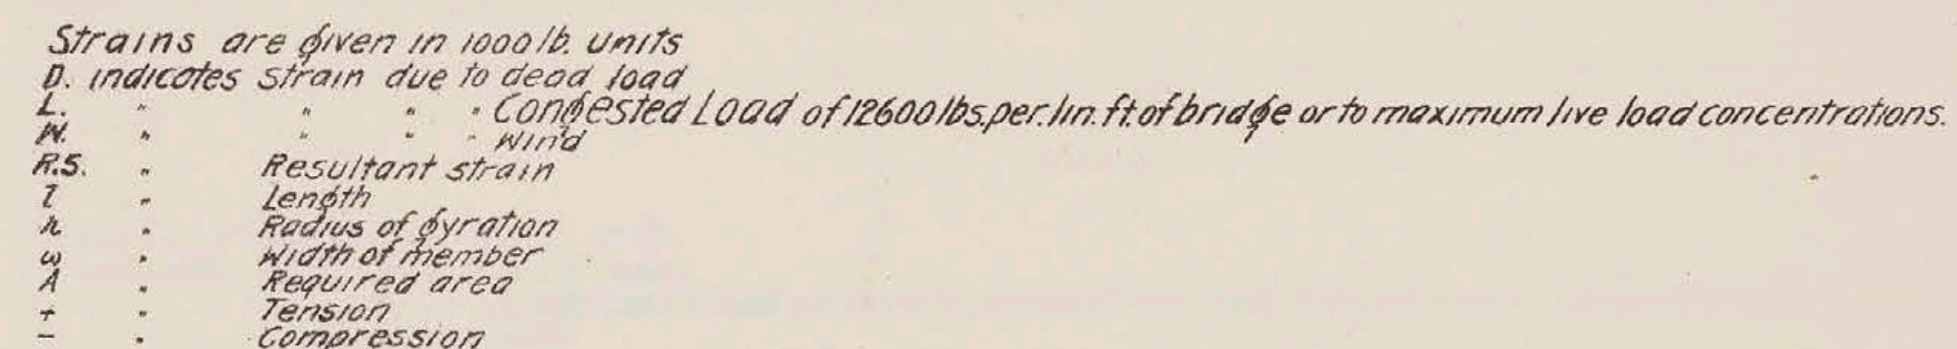 Strains are given in 1000 lb. units
D. indicates strain due to dead load
L. " " " " Congested Load of 12600 lbs. per. lin. ft. of bridge or to maximum live load concentrations.
W. " " " " Wind
R.S. " Resultant strain
l " Length
r " Radius of gyration
w " Width of member
A " Required area
+ " Tension
- " Compression